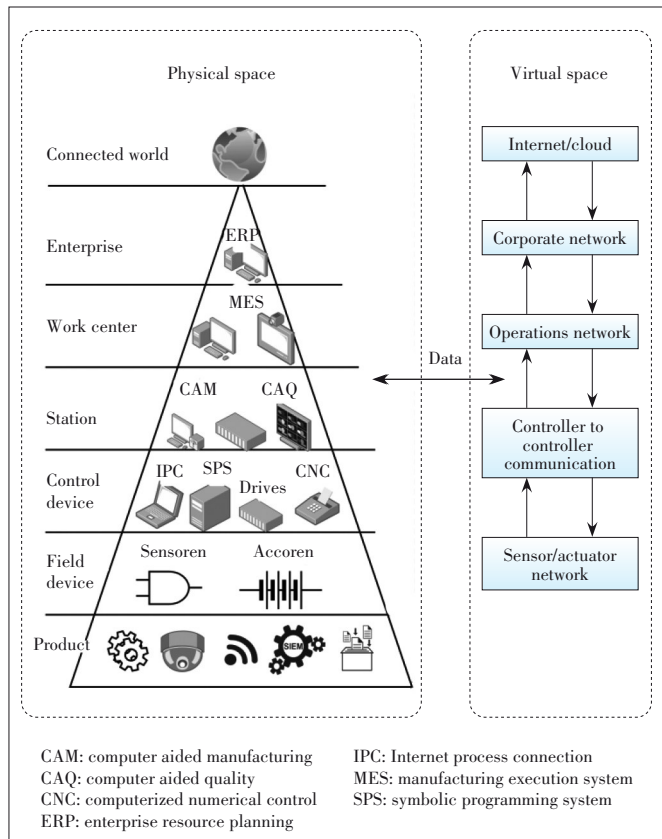 Physical space
Virtual space
Connected world
Internet/cloud
Enterprise
ERP
Corporate network
Work center
MES
Operations network
Data
Station
CAM
CAQ
Controller to
controller
communication
Control
device
IPC
SPS
Drives
CNC
Field
device
Sensoren
Accoren
Sensor/actuator
network
Product
SIEM
CAM: computer aided manufacturing
CAQ: computer aided quality
CNC: computerized numerical control
ERP: enterprise resource planning
IPC: Internet process connection
MES: manufacturing execution system
SPS: symbolic programming system